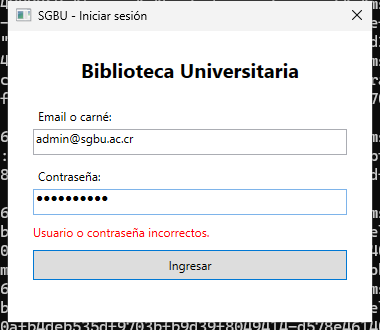 SGBU - Iniciar sesión
Biblioteca Universitaria
Email o carné:
admin@sgbu.ac.cr
Contraseña:
●●●●●●●●●●
Usuario o contraseña incorrectos.
Ingresar